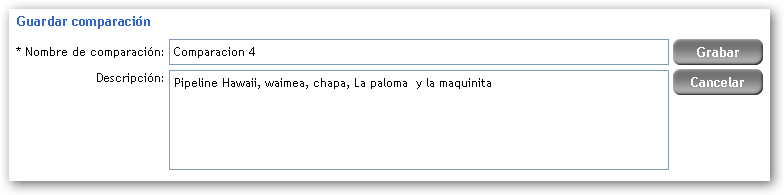 Guardar comparación
* Nombre de comparación: Comparacion 4 Grabar
Descripción: Pipeline Hawaii, waimea, chapa, La paloma  y la maquinita Cancelar